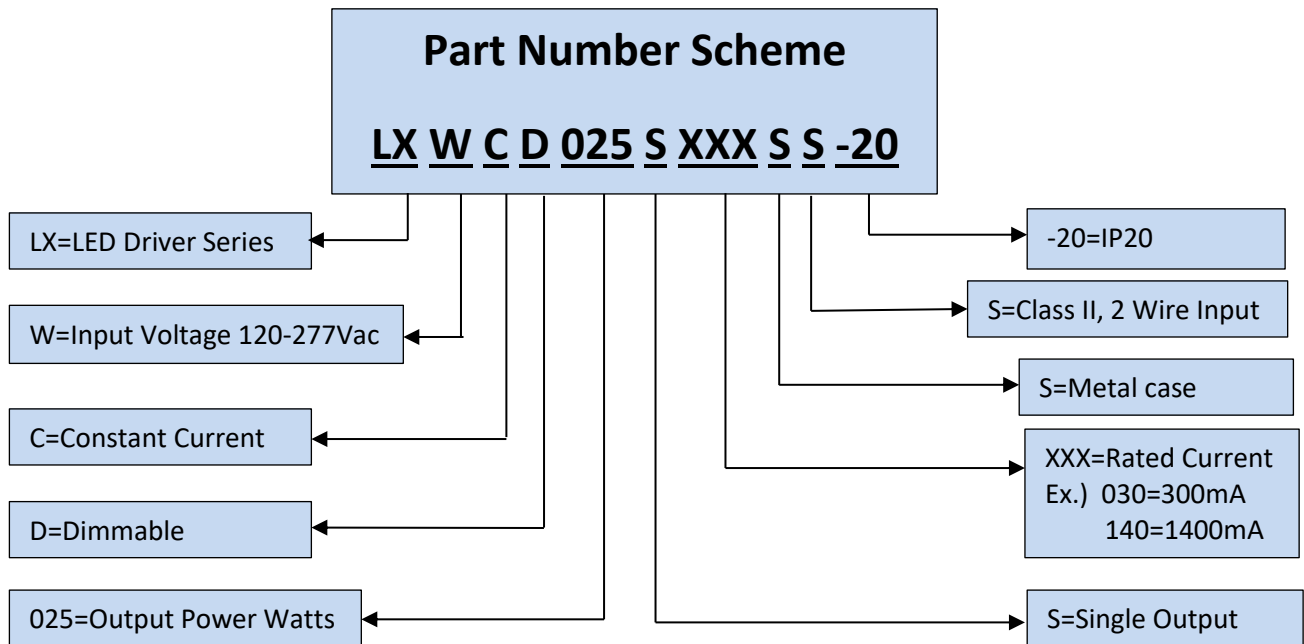 Part Number Scheme
LX W C D 025 S XXX S S -20
LX=LED Driver Series
W=Input Voltage 120-277Vac
C=Constant Current
D=Dimmable
025=Output Power Watts
-20=IP20
S=Class II, 2 Wire Input
S=Metal case
XXX=Rated Current
Ex.) 030=300mA
140=1400mA
S=Single Output